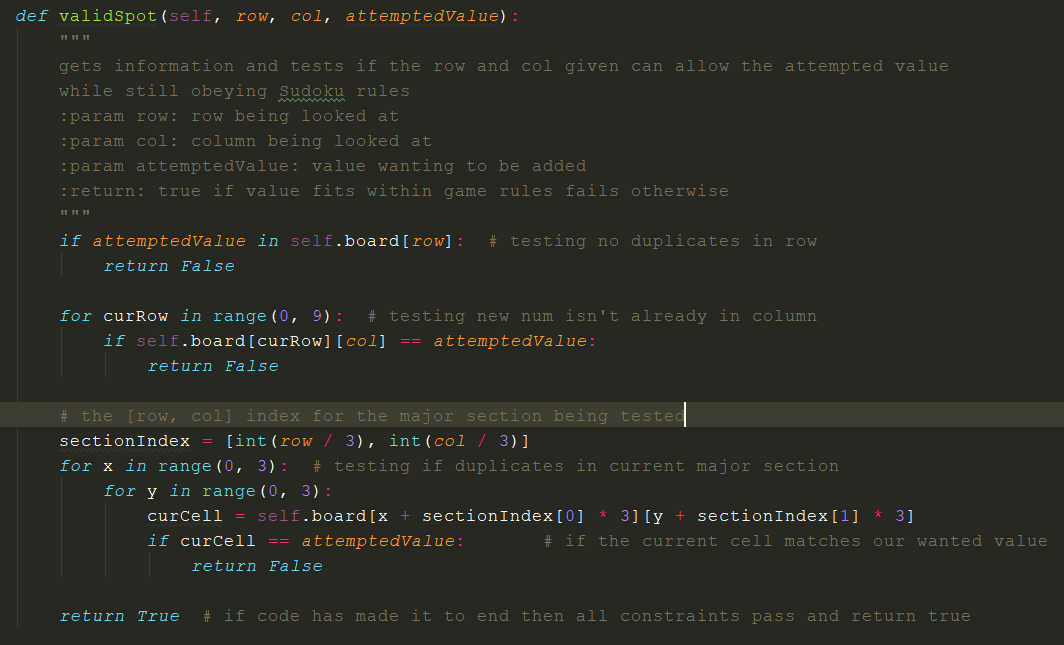 def validSpot(self, row, col, attemptedValue):
    """
    gets information and tests if the row and col given can allow the attempted value
    while still obeying Sudoku rules
    :param row: row being looked at
    :param col: column being looked at
    :param attemptedValue: value wanting to be added
    :return: true if value fits within game rules fails otherwise
    """
    if attemptedValue in self.board[row]:  # testing no duplicates in row
        return False

    for curRow in range(0, 9):  # testing new num isn't already in column
        if self.board[curRow][col] == attemptedValue:
            return False

    # the [row, col] index for the major section being tested
    sectionIndex = [int(row / 3), int(col / 3)]
    for x in range(0, 3):  # testing if duplicates in current major section
        for y in range(0, 3):
            curCell = self.board[x + sectionIndex[0] * 3][y + sectionIndex[1] * 3]
            if curCell == attemptedValue:       # if the current cell matches our wanted value
                return False

    return True  # if code has made it to end then all constraints pass and return true